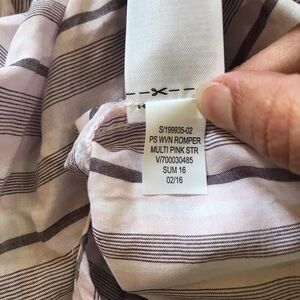 S/199935-02
PS WVN ROMPER
MULTI PINK STR
V/700030485
SUM 16
02/16